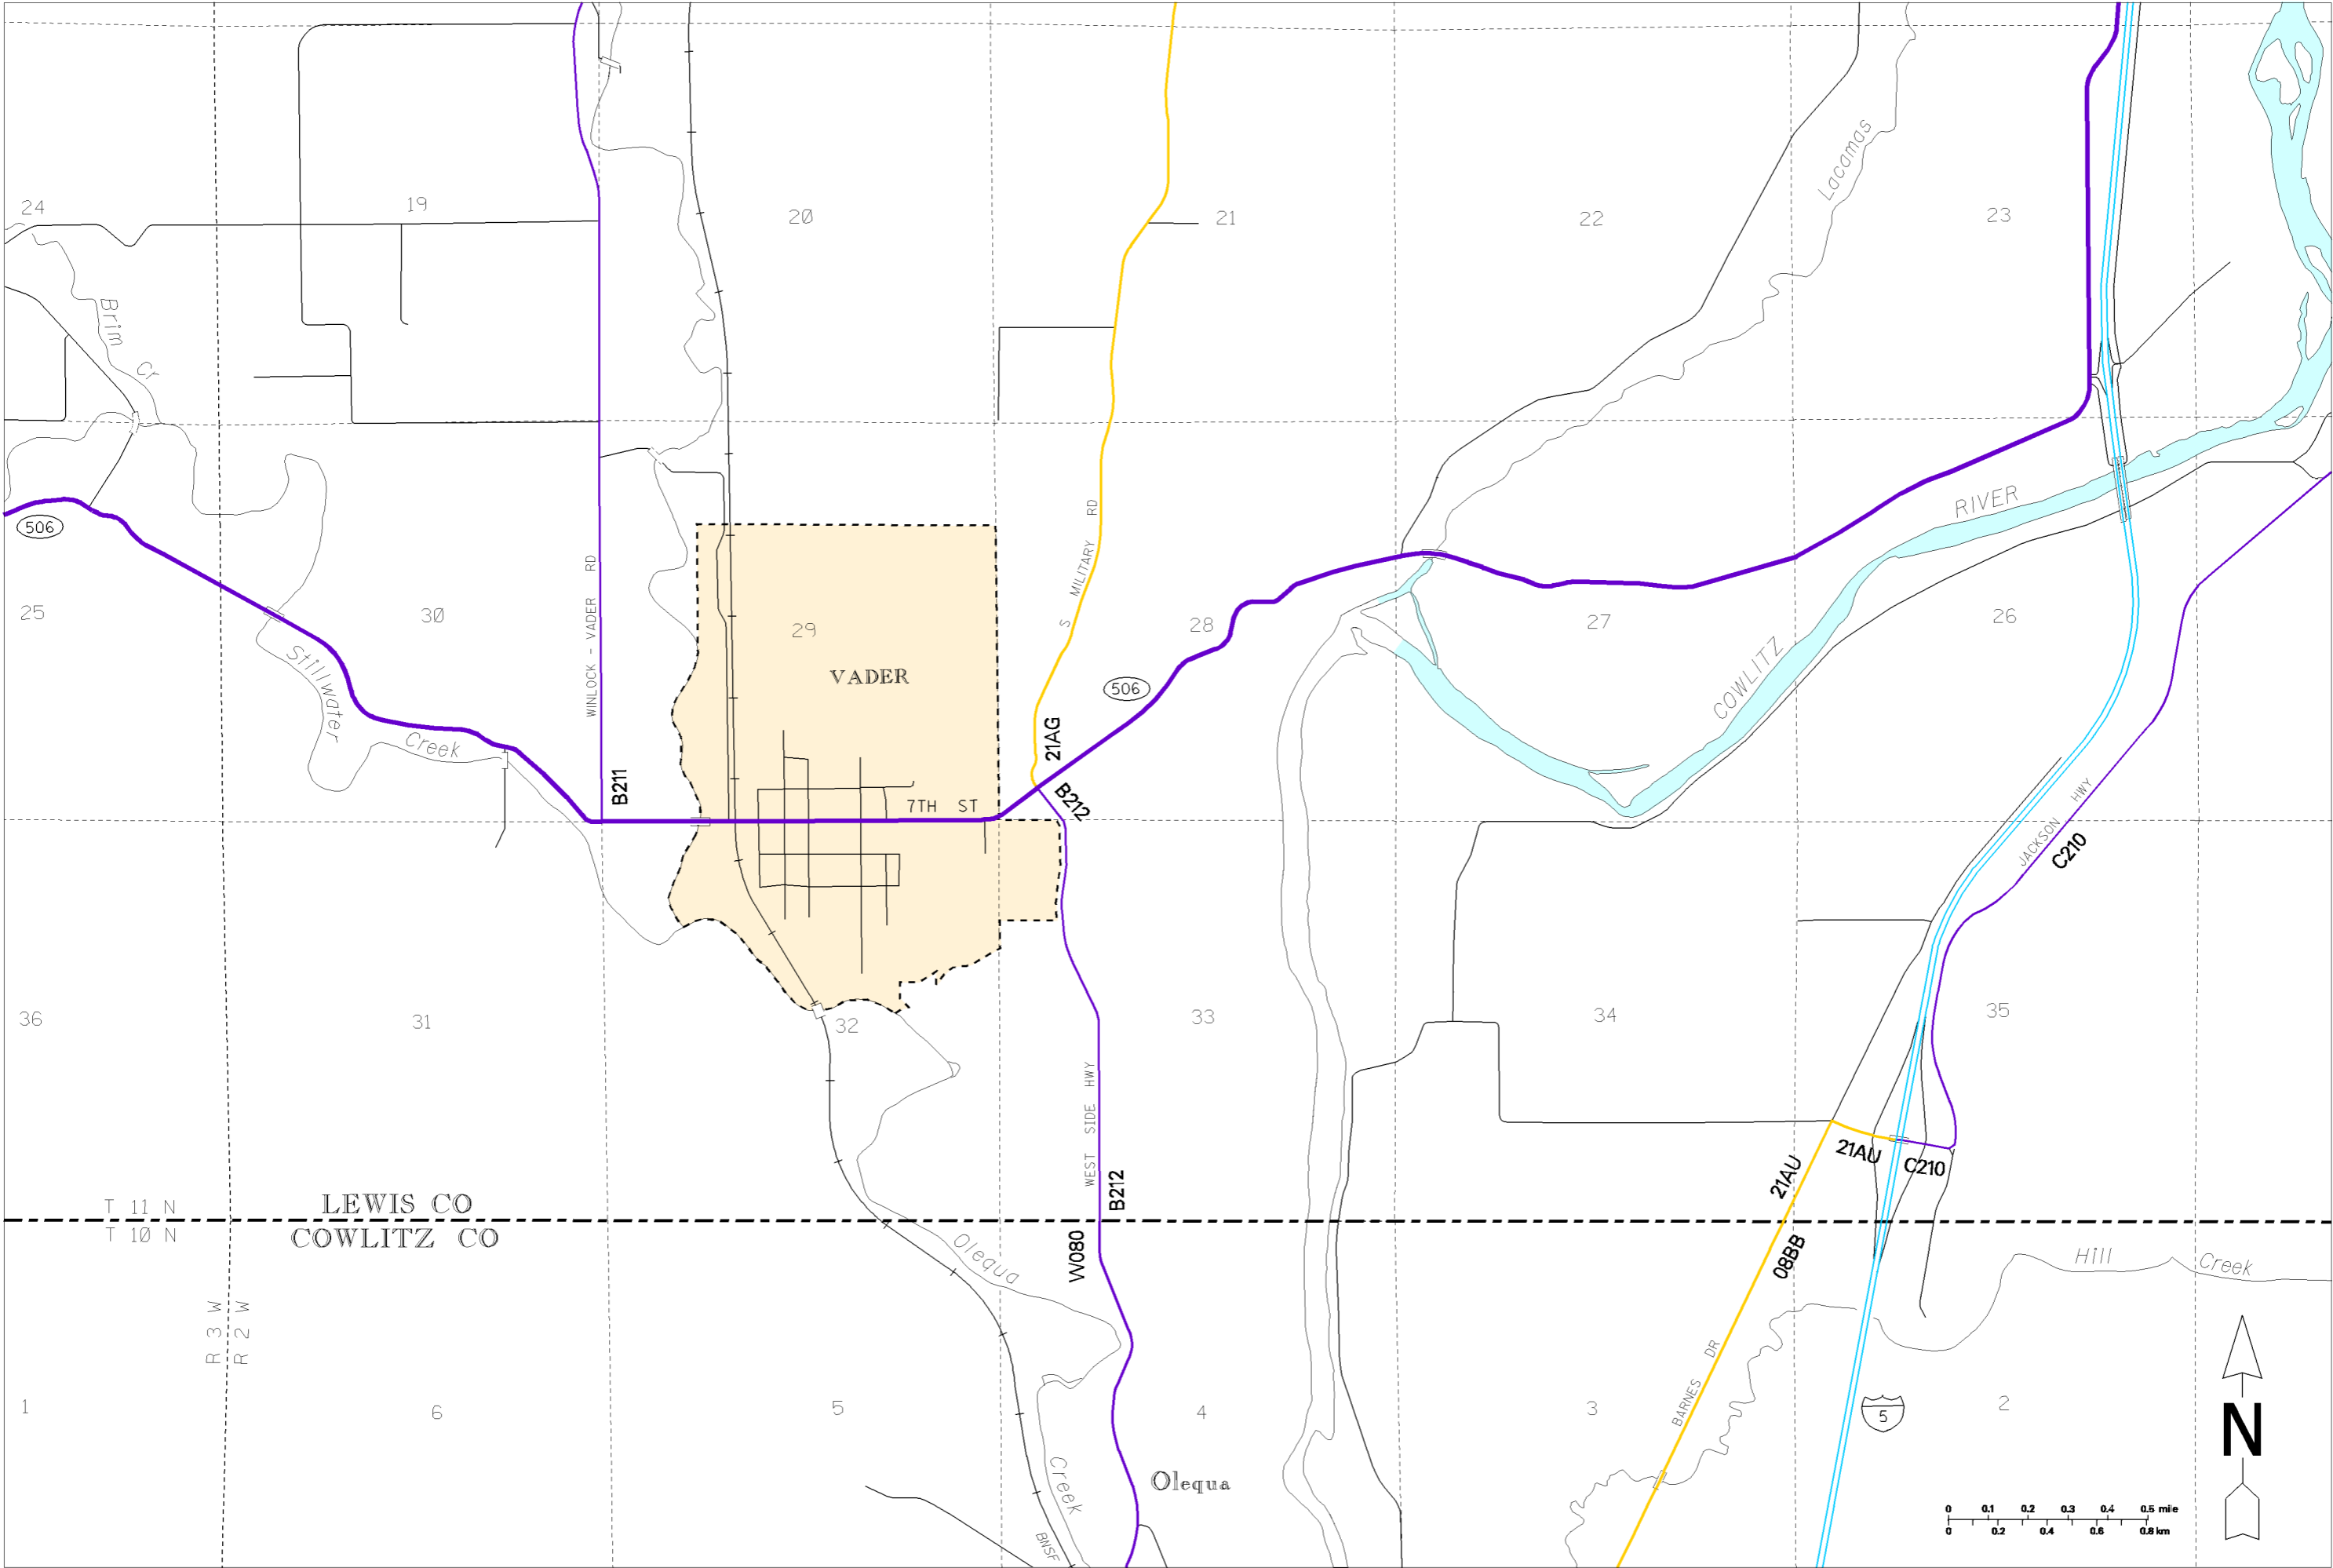 24
19
20
21
22
23
Lacamas
Brim
Cr
506
RIVER
S MILITARY RD
WINLOCK - VADER RD
25
30
29
28
27
26
Stillwater
Creek
VADER
506
COWLITZ
21AG
B211
B212
7TH ST
JACKSON HWY
C210
36
31
32
33
34
35
WEST SIDE HWY
B212
21AU
21AU
C210
T 11 N
T 10 N
LEWIS CO
COWLITZ CO
W080
08BB
Olequa
Hill Creek
R 3 W
R 2 W
BARNES DR
1
6
5
4
3
2
5
N
Creek
Olequa
BNSF
0 0.1 0.2 0.3 0.4 0.5 mile
0 0.2 0.4 0.6 0.8 km